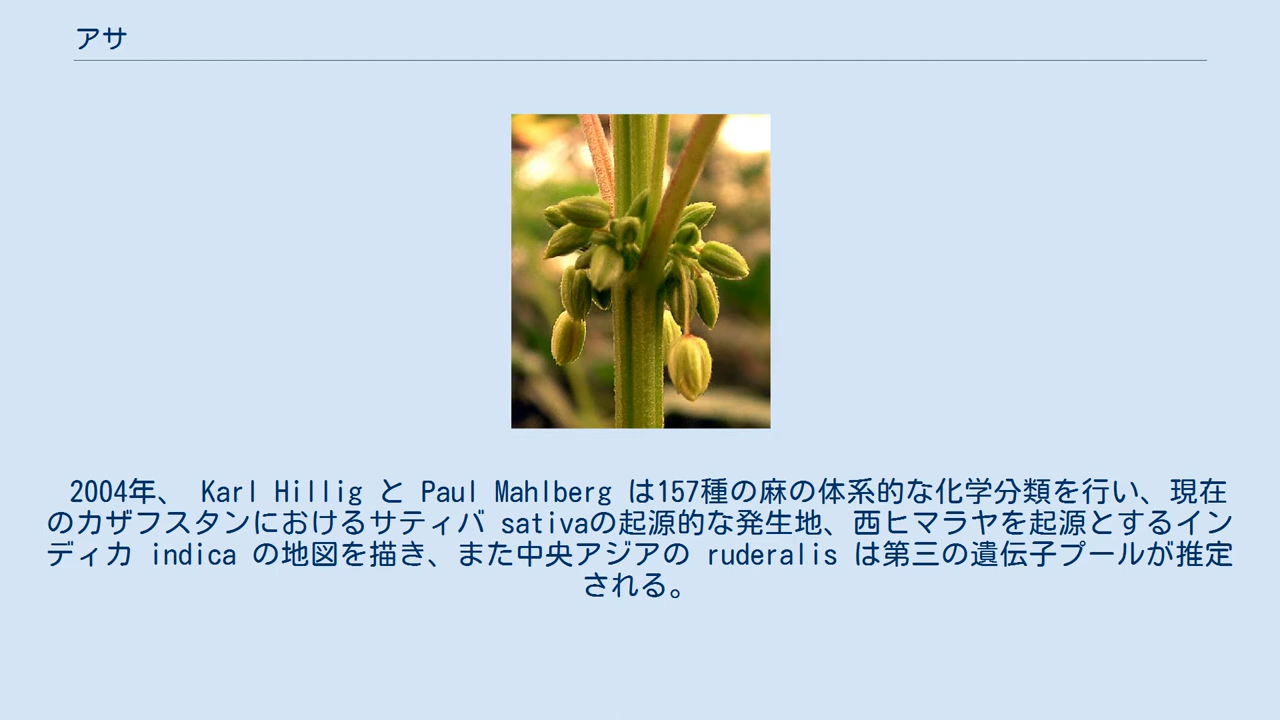 アサ
2004年、 Karl Hillig と Paul Mahlberg は157種の麻の体系的な化学分類を行い、現在
のカザフスタンにおけるサティバ sativaの起源的な発生地、西ヒマラヤを起源とするイン
ディカ indica の地図を描き、また中央アジアの ruderalis は第三の遺伝子プールが推定
される。